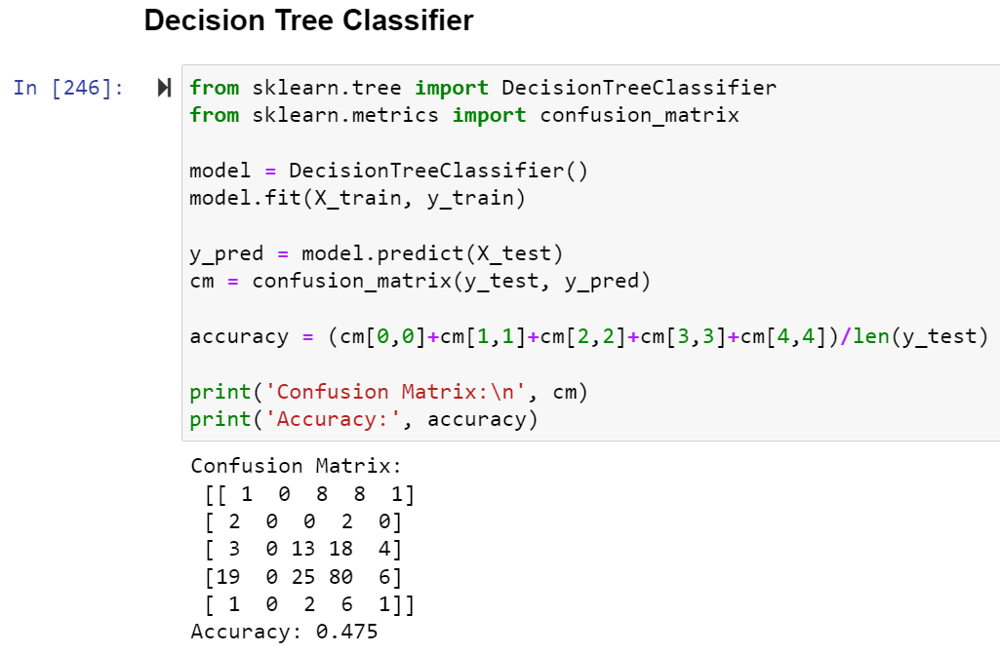 Decision Tree Classifier
In [246]:
from sklearn.tree import DecisionTreeClassifier
from sklearn.metrics import confusion_matrix
model = DecisionTreeClassifier()
model.fit(X_train, y_train)
y_pred = model.predict(X_test)
cm = confusion_matrix(y_test, y_pred)
accuracy = (cm[0,0]+cm[1,1]+cm[2,2]+cm[3,3]+cm[4,4])/len(y_test)
print('Confusion Matrix:\n', cm)
print('Accuracy:', accuracy)
Confusion Matrix:
[[ 1  0  8  8  1]
[ 2  0  0  2  0]
[ 3  0 13 18  4]
[19  0 25 80  6]
[ 1  0  2  6  1]]
Accuracy: 0.475